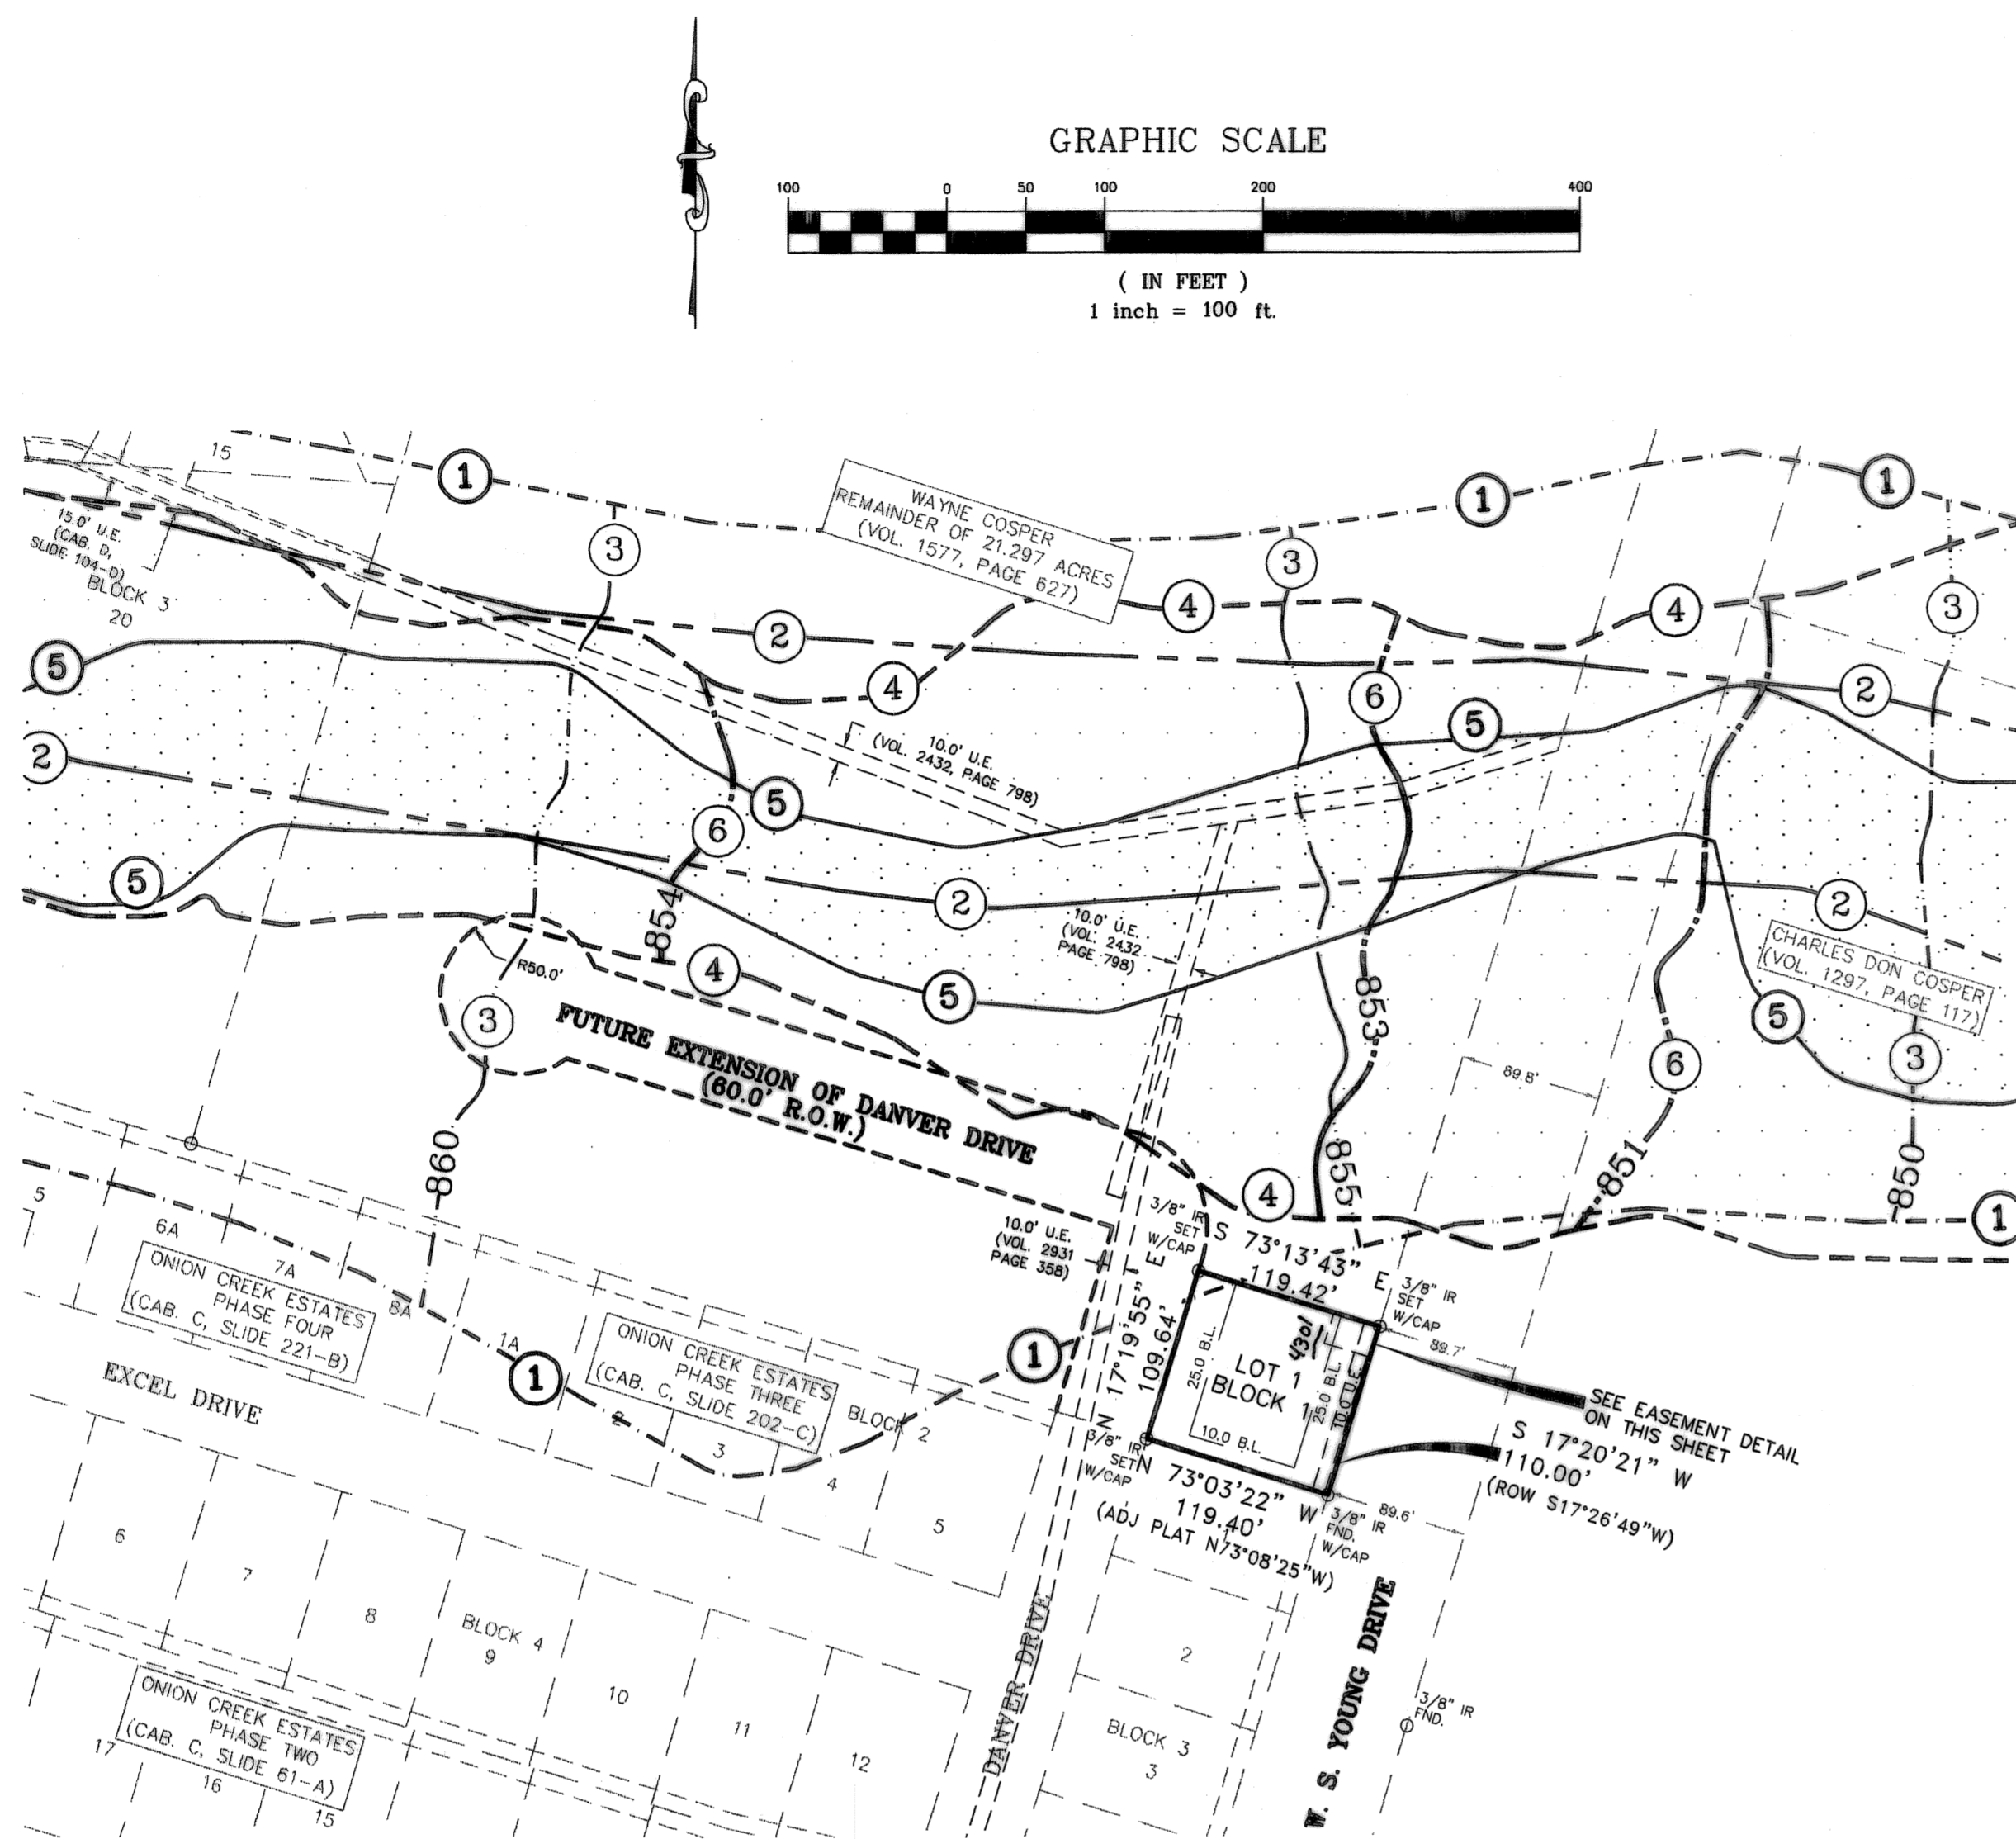 GRAPHIC SCALE
100 0 50 100 200 400
( IN FEET )
1 inch = 100 ft.
15
1
1
1
WAYNE COSPER
REMAINDER OF 21.297 ACRES
(VOL. 1577, PAGE 627)
15.0' U.E.
(CAB. D,
SLIDE 104-D)
BLOCK 3
20
3
3
3
4
4
2
4
6
2
5
5
2
10.0' U.E.
(VOL. 2432, PAGE 798)
5
6
5
2
2
854
10.0' U.E.
(VOL. 2432
PAGE 798)
CHARLES DON COSPER
(VOL. 1297, PAGE 117)
R50.0'
4
5
853
5
3
FUTURE EXTENSION OF DANVER DRIVE
(60.0' R.O.W.)
6
3
89.8'
860
855
851
850
4
1
5
6A
7A
8A
1A
ONION CREEK ESTATES
PHASE FOUR
(CAB. C, SLIDE 221-B)
10.0' U.E.
(VOL. 2931
PAGE 358)
3/8" IR
SET
W/CAP
S 73°13'43" E
119.42'
3/8" IR
SET
W/CAP
N 17°19'55" E
109.64'
89.7'
1
1
ONION CREEK ESTATES
PHASE THREE
(CAB. C, SLIDE 202-C)
BLOCK 2
2
3
4
5
EXCEL DRIVE
25.0 B.L.
LOT 1
BLOCK 1
4301
25.0 B.L.
10.0 U.E.
10.0 B.L.
SEE EASEMENT DETAIL
ON THIS SHEET
S 17°20'21" W
110.00'
(ROW S17°26'49"W)
3/8" IR
SET
W/CAP
N 73°03'22" W
119.40'
(ADJ PLAT N73°08'25"W)
3/8" IR
FND.
W/CAP
89.6'
6
7
8
BLOCK 4
9
10
11
12
ONION CREEK ESTATES
PHASE TWO
(CAB. C, SLIDE 61-A)
17
16
15
DANVER DRIVE
2
BLOCK 3
3
W. S. YOUNG DRIVE
3/8" IR
FND.